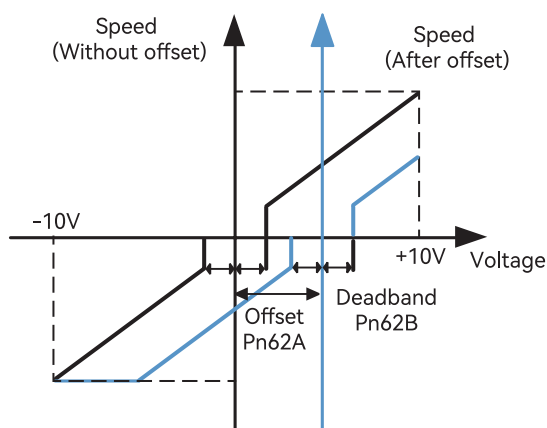 Speed
(Without offset)
Speed
(After offset)
−10V
+10V
Voltage
Offset
Pn62A
Deadband
Pn62B